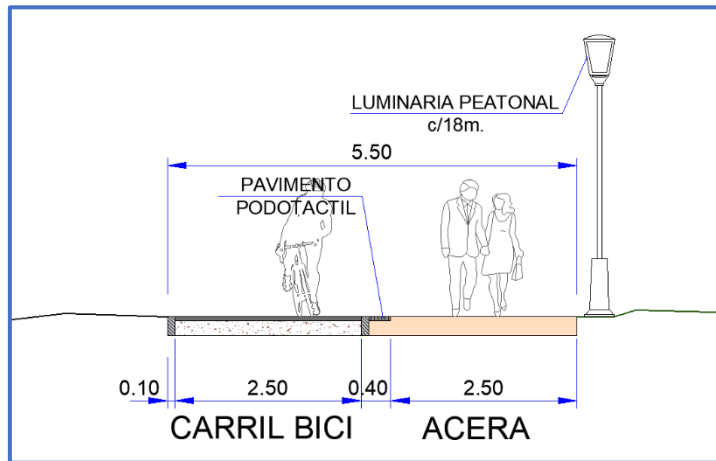 LUMINARIA PEATONAL
c/18m.
5.50
PAVIMENTO
PODOTACTIL
0.10
2.50
0.40
2.50
CARRIL BICI
ACERA